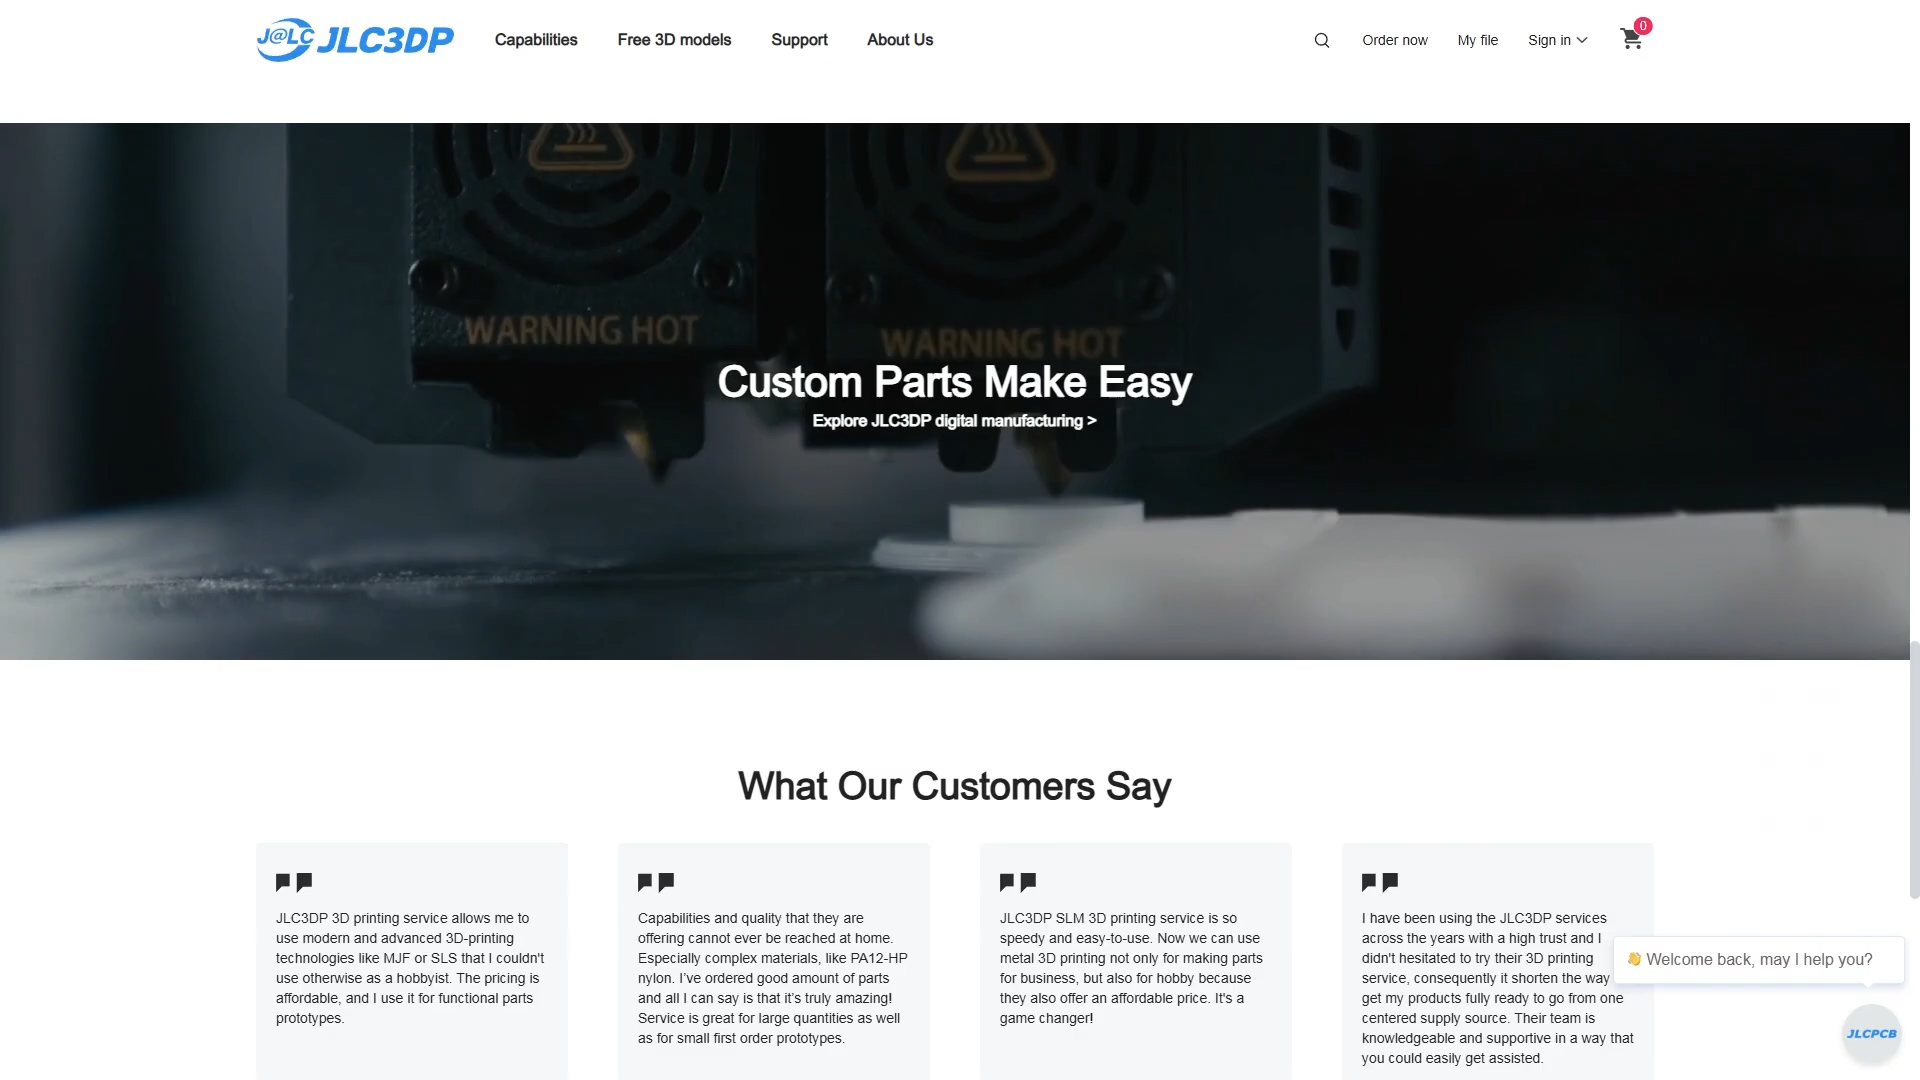 J@LC JLC3DP Capabilities Free 3D models Support About Us Order now My file Sign in 0
WARNING HOT
WARNING HOT
Custom Parts Make Easy
Explore JLC3DP digital manufacturing >
What Our Customers Say
JLC3DP 3D printing service allows me to
use modern and advanced 3D-printing
technologies like MJF or SLS that I couldn't
use otherwise as a hobbyist. The pricing is
affordable, and I use it for functional parts
prototypes.
Capabilities and quality that they are
offering cannot ever be reached at home.
Especially complex materials, like PA12-HP
nylon. I’ve ordered good amount of parts
and all I can say is that it’s truly amazing!
Service is great for large quantities as well
as for small first order prototypes.
JLC3DP SLM 3D printing service is so
speedy and easy-to-use. Now we can use
metal 3D printing not only for making parts
for business, but also for hobby because
they also offer an affordable price. It's a
game changer!
I have been using the JLC3DP services
across the years with a high trust and I
didn't hesitated to try their 3D printing
service, consequently it shorten the way
get my products fully ready to go from one
centered supply source. Their team is
knowledgeable and supportive in a way that
you could easily get assisted.
👋 Welcome back, may I help you?
JLCPCB